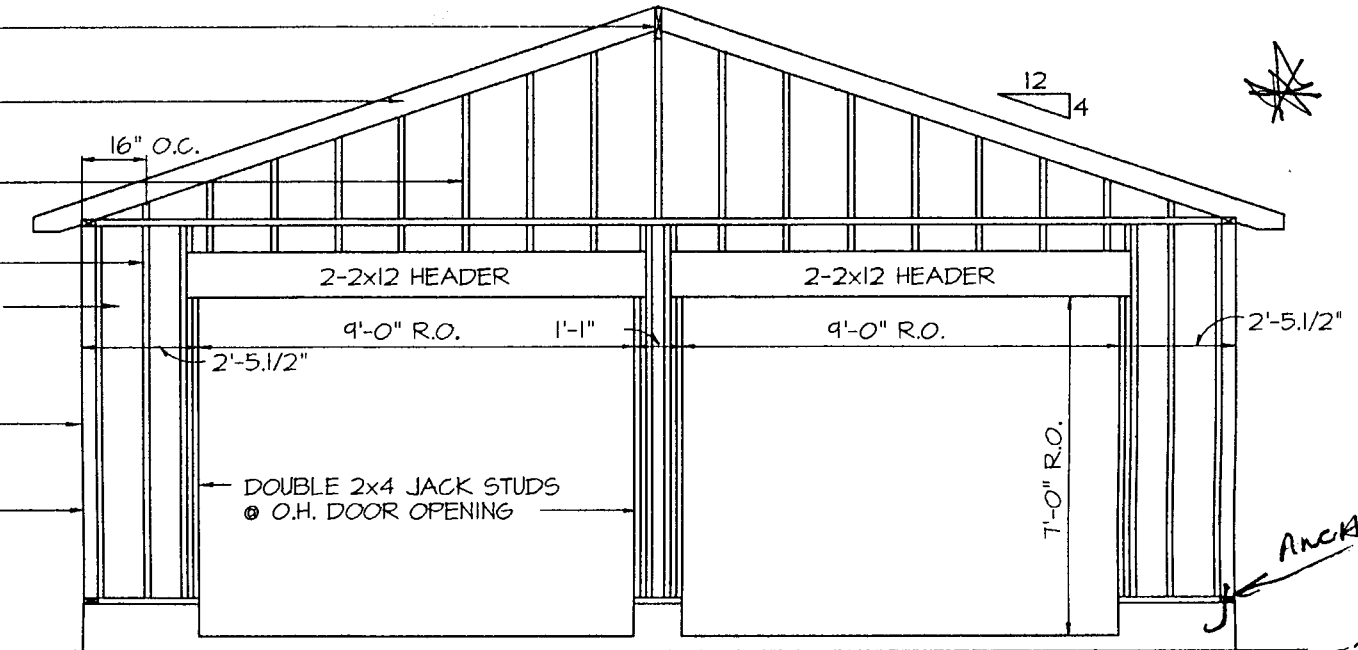 12
4
16" O.C.
2-2x12 HEADER
2-2x12 HEADER
9'-0" R.O.
1'-1"
9'-0" R.O.
2'-5.1/2"
2'-5.1/2"
DOUBLE 2x4 JACK STUDS
@ O.H. DOOR OPENING
7'-0" R.O.